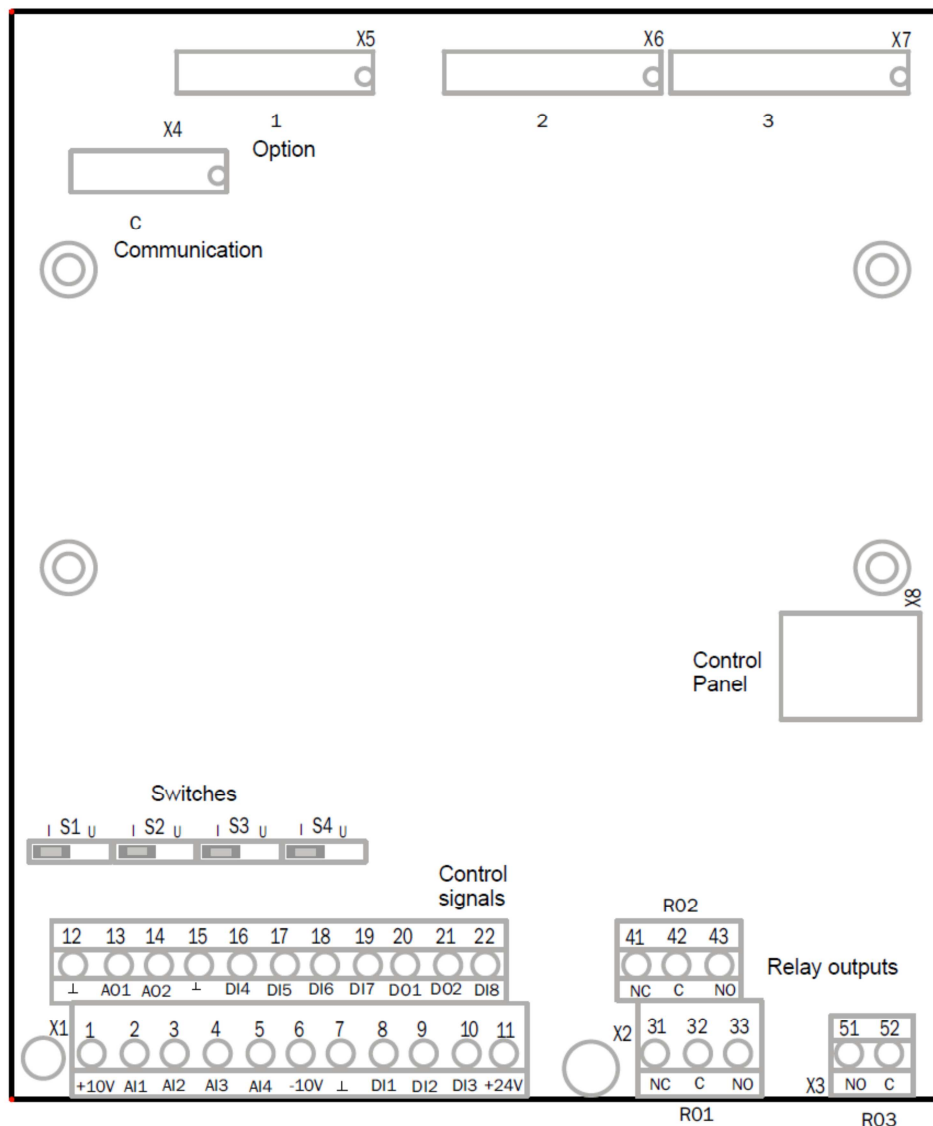 X5 X6 X7
1 2 3
X4
Option
C
Communication
X8
Control
Panel
Switches
I S1 U I S2 U I S3 U I S4 U
Control
signals
RO2
12 13 14 15 16 17 18 19 20 21 22
41 42 43
Relay outputs
⊥ AO1 AO2 ⊥ DI4 DI5 DI6 DI7 DO1 DO2 DI8
NC C NO
X1 1 2 3 4 5 6 7 8 9 10 11
X2 31 32 33
51 52
+10V AI1 AI2 AI3 AI4 -10V ⊥ DI1 DI2 DI3 +24V
NC C NO
X3 NO C
RO1
RO3